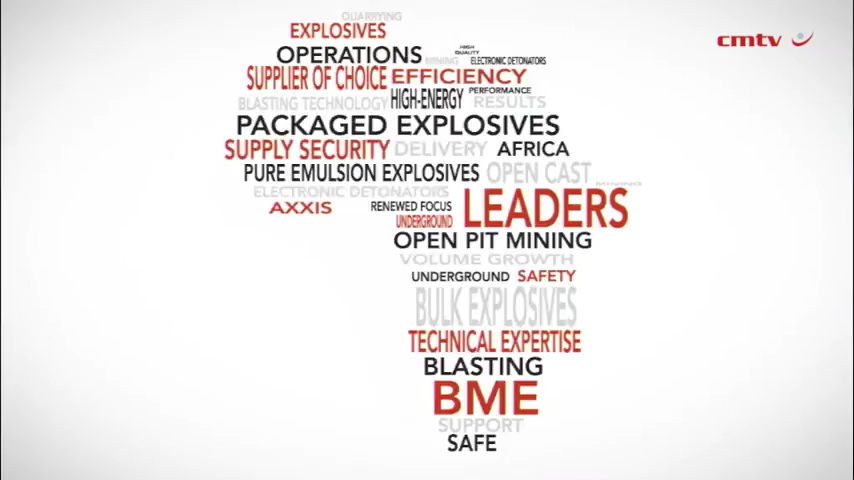 QUARRYING
cmtv
EXPLOSIVES
OPERATIONS MINING HIGH QUALITY ELECTRONIC DETONATORS
SUPPLIER OF CHOICE EFFICIENCY
BLASTING TECHNOLOGY HIGH-ENERGY PERFORMANCE RESULTS
PACKAGED EXPLOSIVES
SUPPLY SECURITY DELIVERY AFRICA
PURE EMULSION EXPLOSIVES OPEN CAST
ELECTRONIC DETONATORS MINING
AXXIS RENEWED FOCUS LEADERS
UNDERGROUND
OPEN PIT MINING
VOLUME GROWTH
UNDERGROUND SAFETY
BULK EXPLOSIVES
TECHNICAL EXPERTISE
BLASTING
BME
SUPPORT
SAFE